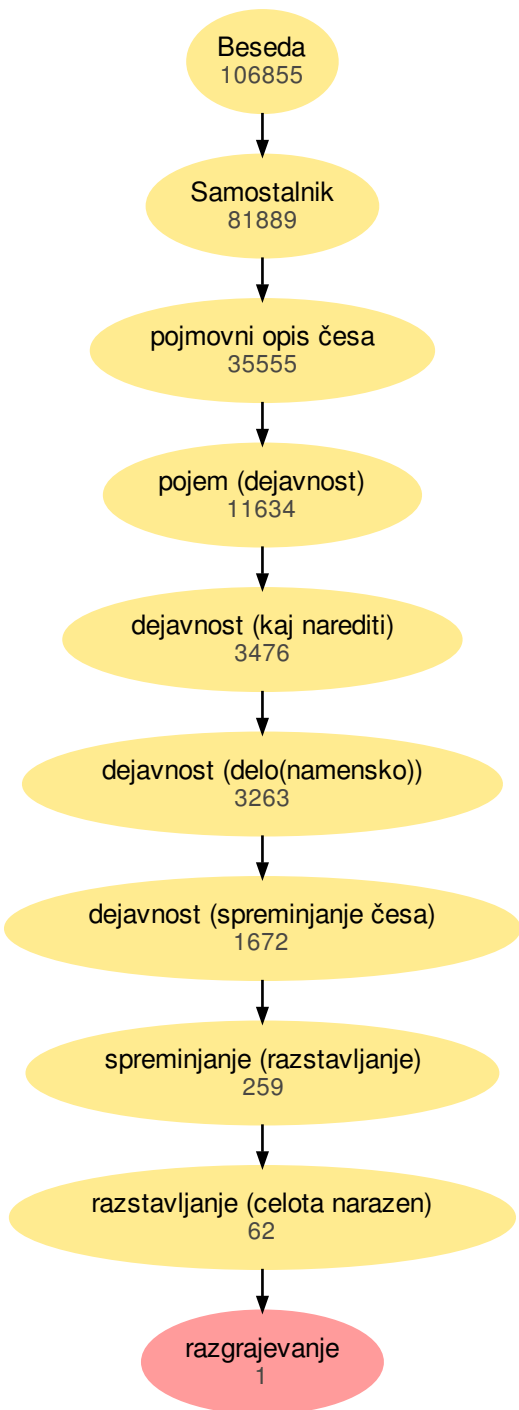 Beseda
106855
Samostalnik
81889
pojmovni opis česa
35555
pojem (dejavnost)
11634
dejavnost (kaj narediti)
3476
dejavnost (delo(namensko))
3263
dejavnost (spreminjanje česa)
1672
spreminjanje (razstavljanje)
259
razstavljanje (celota narazen)
62
razgrajevanje
1